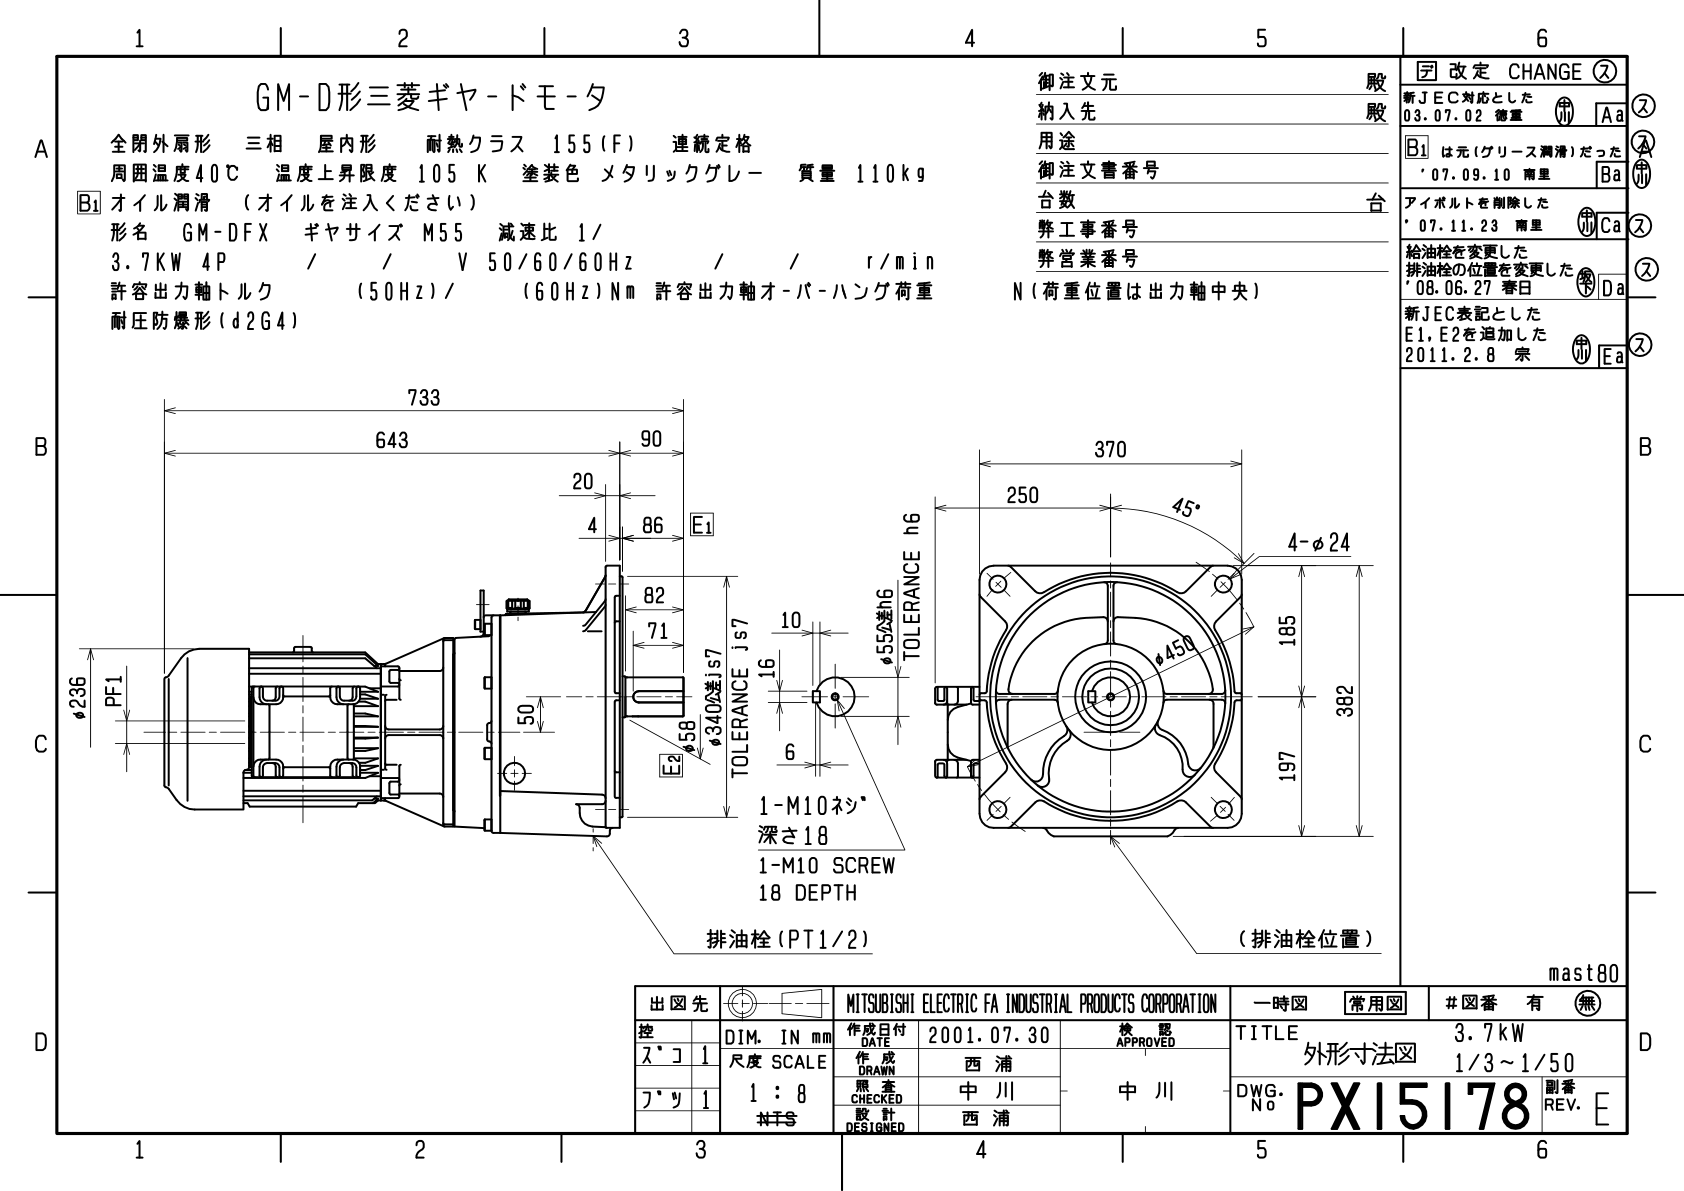 1 2 3 4 5 6
GM-D形三菱ギヤードモータ
全閉外扇形 三相 屋内形 耐熱クラス 155(F) 連続定格
周囲温度40℃ 温度上昇限度 105 K 塗装色 メタリックグレー 質量 110kg
B1 オイル潤滑 (オイルを注入ください)
形名 GM-DFX ギヤサイズ M55 減速比 1/
3.7KW 4P / / V 50/60/60Hz / / r/min
許容出力軸トルク (50Hz)/ (60Hz)Nm 許容出力軸オーバーハング荷重 N(荷重位置は出力軸中央)
耐圧防爆形(d2G4)
御注文元 殿
納入先 殿
用途
御注文書番号
台数 台
弊工事番号
弊営業番号
デ 改定 CHANGE ス
新JEC対応とした
03.07.02 徳重 Aa ス
B1 は元(グリース潤滑)だった ス
'07.09.10 南里 Ba
アイボルトを削除した
'07.11.23 南里 Ca ス
給油栓を変更した
排油栓の位置を変更した
'08.06.27 春日 Da ス
新JEC表記とした
E1,E2を追加した
2011.2.8 宗 Ea ス
A A
B B
C C
D D
733
643 90
20
4 86 E1
82
71
φ236
PF1
50
φ58
E2
φ340公差js7
TOLERANCE js7
10
16
6
φ55公差h6
TOLERANCE h6
1-M10ネジ
深さ18
1-M10 SCREW
18 DEPTH
排油栓(PT1/2)
370
250
45°
4-φ24
φ450
185
382
197
(排油栓位置)
mast80
出図先
控
ズコ 1
ブツ 1
DIM. IN mm
尺度 SCALE
1 : 8
NTS
MITSUBISHI ELECTRIC FA INDUSTRIAL PRODUCTS CORPORATION
作成日付 DATE 2001.07.30
作成 DRAWN 西浦
照査 CHECKED 中川
設計 DESIGNED 西浦
検認 APPROVED
中川
一時図 常用図 #図番 有 無
TITLE 3.7kW
外形寸法図 1/3~1/50
DWG. No PX15178 副番 REV. E
1 2 3 4 5 6